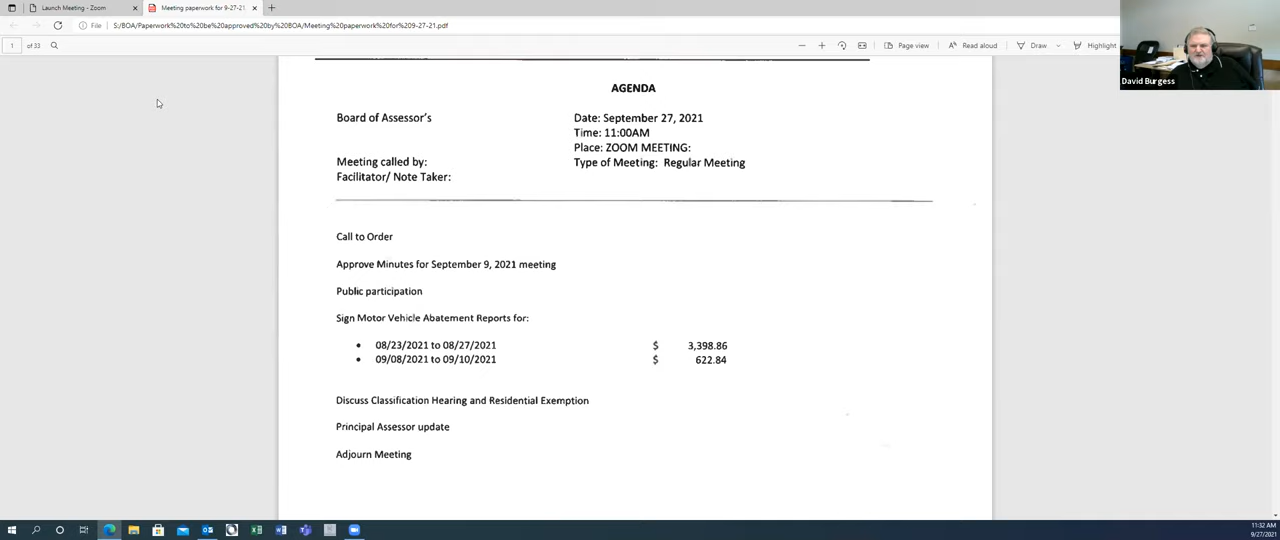 Launch Meeting - Zoom
Meeting paperwork for 9-27-21.
File
S:/BOA/Paperwork%20to%20be%20approved%20by%20BOA/Meeting%20paperwork%20for%209-27-21.pdf
1 of 33
Page view
Read aloud
Draw
Highlight
David Burgess
AGENDA
Board of Assessor's
Date: September 27, 2021
Time: 11:00AM
Place: ZOOM MEETING:
Meeting called by:
Type of Meeting: Regular Meeting
Facilitator/ Note Taker:
Call to Order
Approve Minutes for September 9, 2021 meeting
Public participation
Sign Motor Vehicle Abatement Reports for:
• 08/23/2021 to 08/27/2021 $ 3,398.86
• 09/08/2021 to 09/10/2021 $ 622.84
Discuss Classification Hearing and Residential Exemption
Principal Assessor update
Adjourn Meeting
11:32 AM
9/27/2021